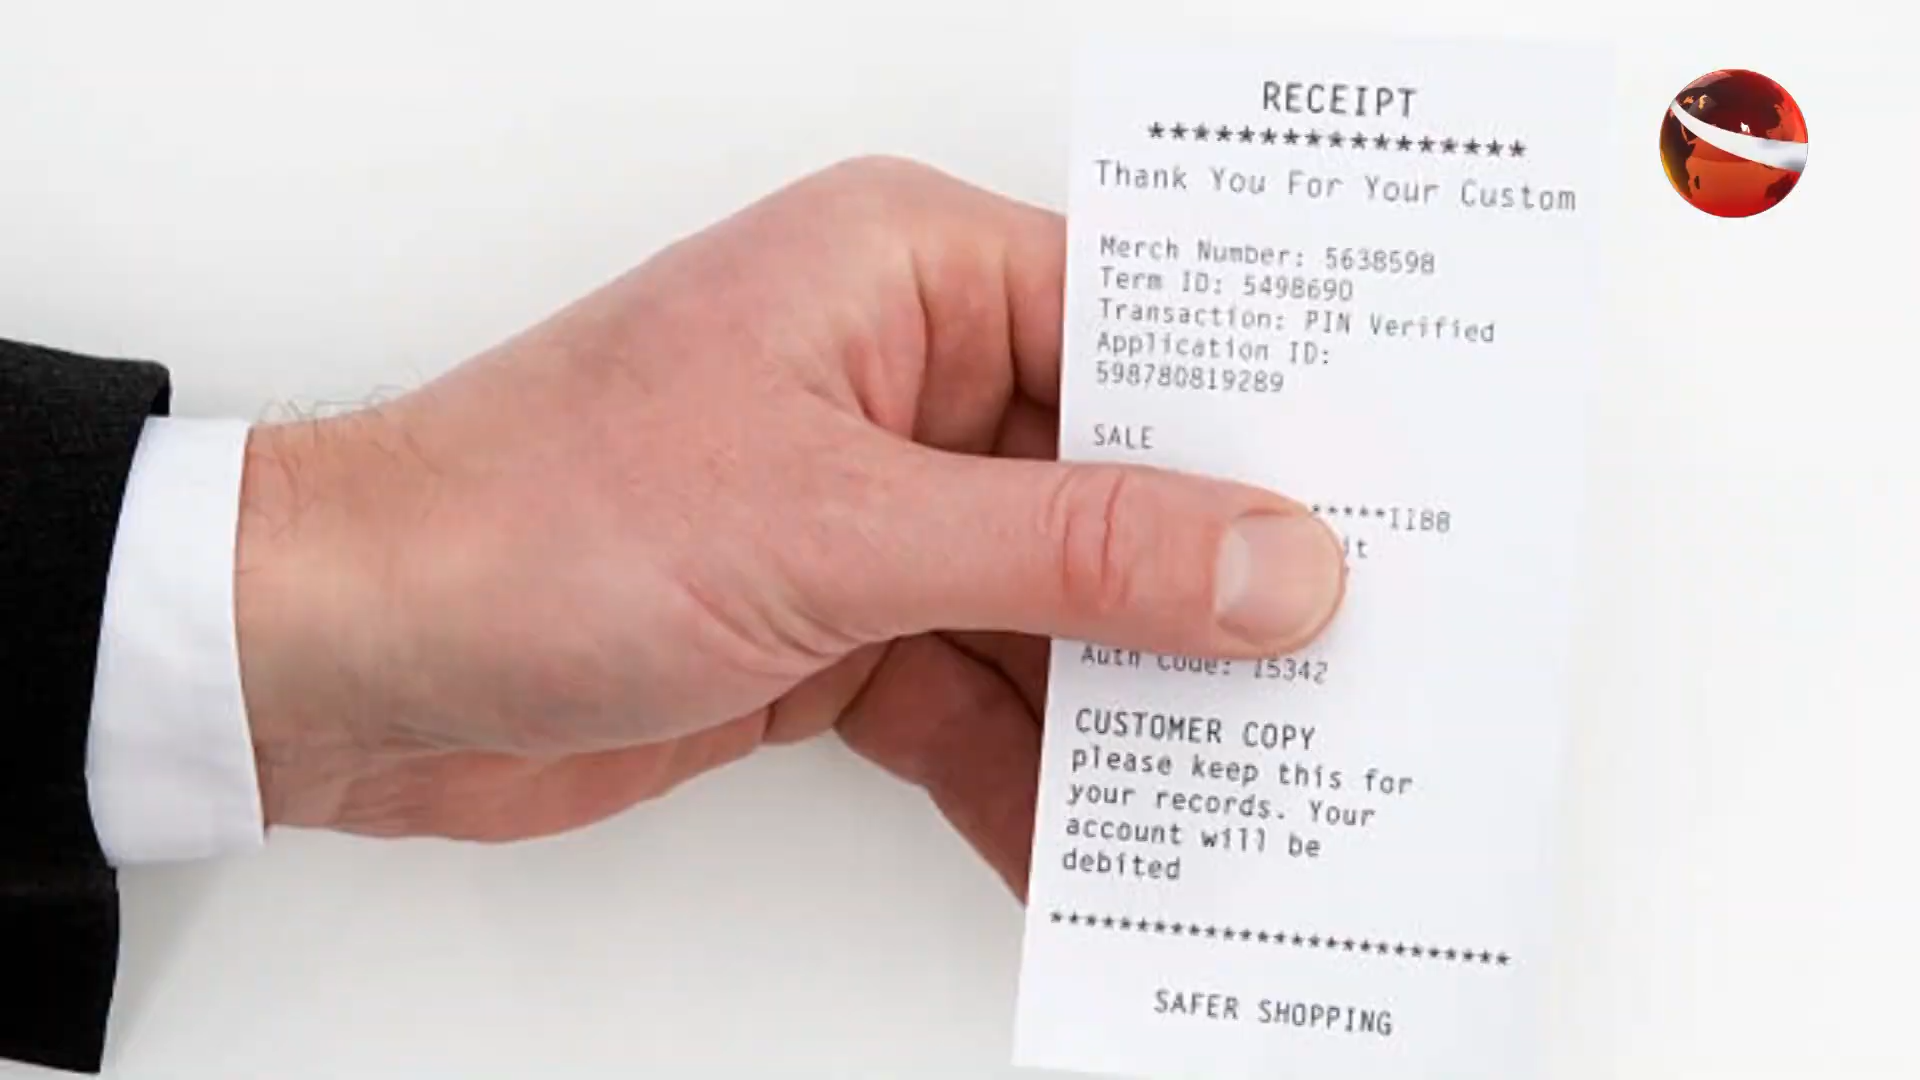 RECEIPT
*****************
Thank You For Your Custom
Merch Number: 5638598
Term ID: 5498690
Transaction: PIN Verified
Application ID:
598780819289
SALE
*****1188
it
Auth Code: 15342
CUSTOMER COPY
please keep this for
your records. Your
account will be
debited
***************************
SAFER SHOPPING